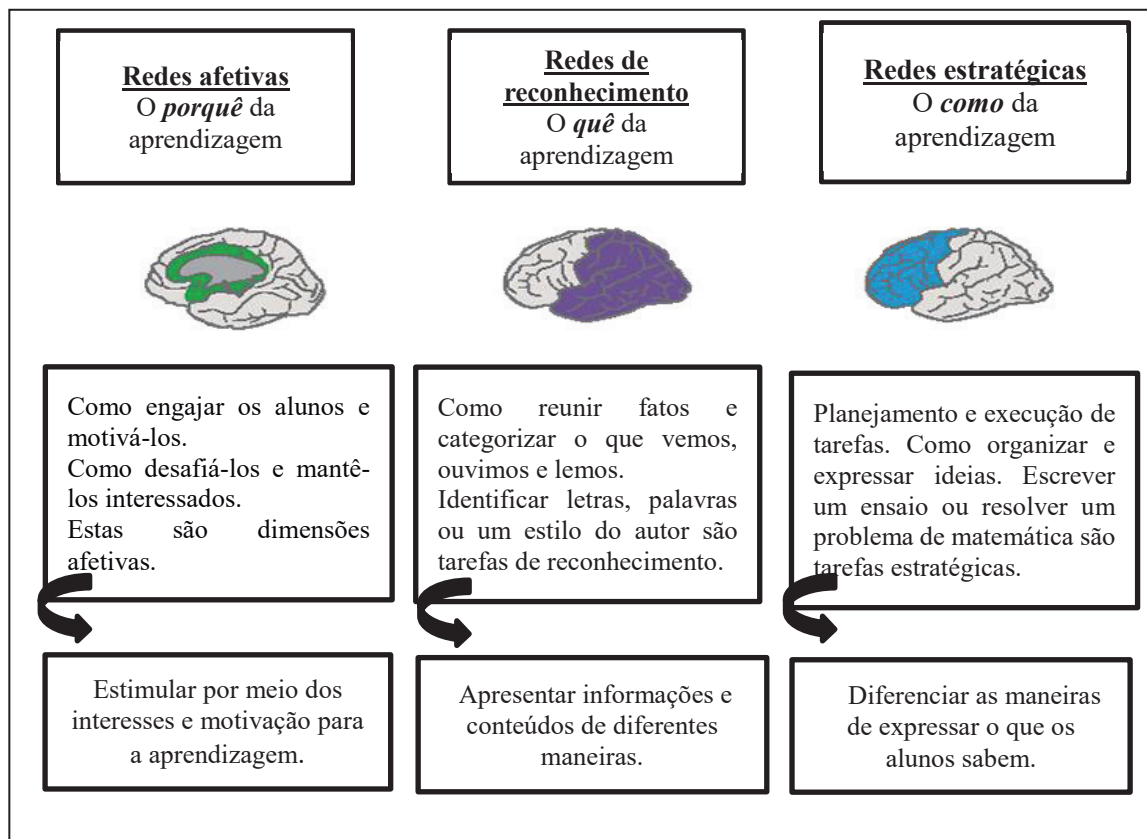 Redes afetivas
O porquê da
aprendizagem
Redes de
reconhecimento
O quê da
aprendizagem
Redes estratégicas
O como da
aprendizagem
Como engajar os alunos e
motivá-los.
Como desafiá-los e mantê-
los interessados.
Estas são dimensões
afetivas.
Como reunir fatos e
categorizar o que vemos,
ouvimos e lemos.
Identificar letras, palavras
ou um estilo do autor são
tarefas de reconhecimento.
Planejamento e execução de
tarefas. Como organizar e
expressar ideias. Escrever
um ensaio ou resolver um
problema de matemática são
tarefas estratégicas.
Estimular por meio dos
interesses e motivação para
a aprendizagem.
Apresentar informações e
conteúdos de diferentes
maneiras.
Diferenciar as maneiras
de expressar o que os
alunos sabem.